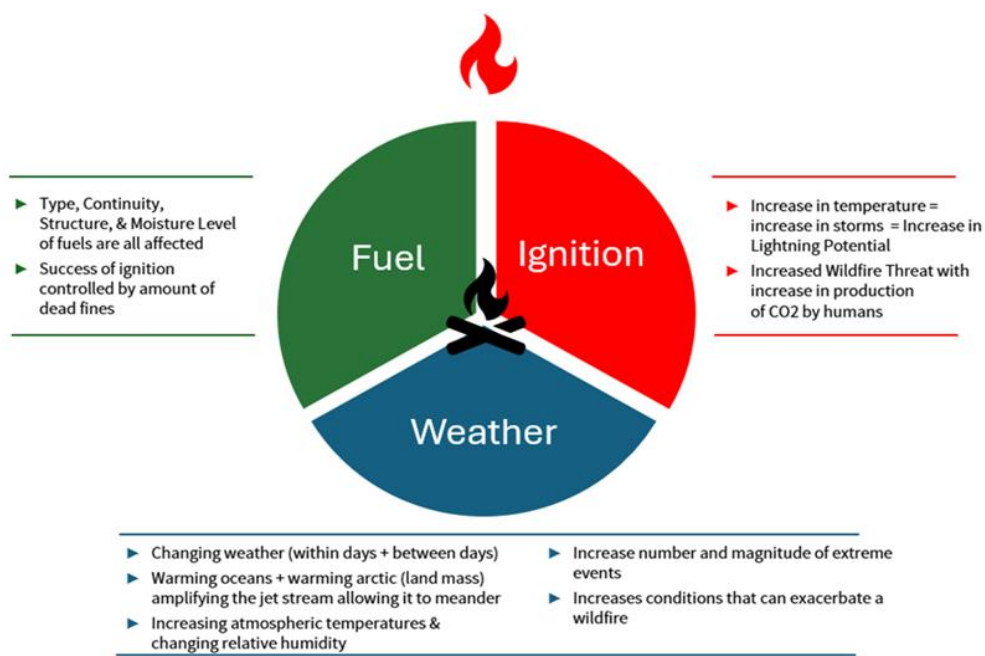 Fuel
Ignition
Weather
► Type, Continuity,
Structure, & Moisture Level
of fuels are all affected
► Success of ignition
controlled by amount of
dead fines
► Increase in temperature =
increase in storms = Increase in
Lightning Potential
► Increased Wildfire Threat with
increase in production
of CO2 by humans
► Changing weather (within days + between days)
► Warming oceans + warming arctic (land mass)
amplifying the jet stream allowing it to meander
► Increasing atmospheric temperatures &
changing relative humidity
► Increase number and magnitude of extreme
events
► Increases conditions that can exacerbate a
wildfire